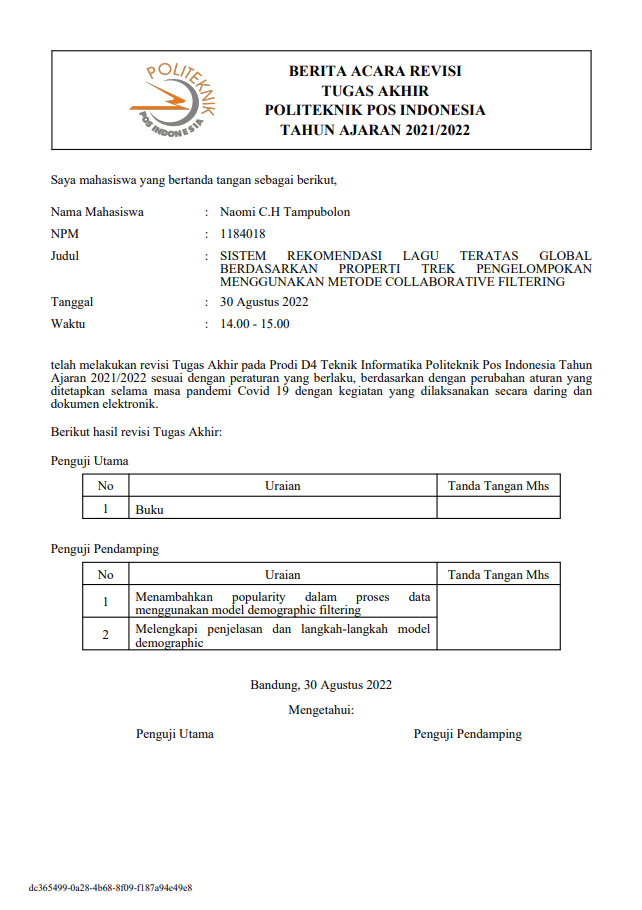 POLITEKNIK
POS INDONESIA
BERITA ACARA REVISI
TUGAS AKHIR
POLITEKNIK POS INDONESIA
TAHUN AJARAN 2021/2022
Saya mahasiswa yang bertanda tangan sebagai berikut,
Nama Mahasiswa : Naomi C.H Tampubolon
NPM : 1184018
Judul : SISTEM REKOMENDASI LAGU TERATAS GLOBAL
BERDASARKAN PROPERTI TREK PENGELOMPOKAN
MENGGUNAKAN METODE COLLABORATIVE FILTERING
Tanggal : 30 Agustus 2022
Waktu : 14.00 - 15.00
telah melakukan revisi Tugas Akhir pada Prodi D4 Teknik Informatika Politeknik Pos Indonesia Tahun
Ajaran 2021/2022 sesuai dengan peraturan yang berlaku, berdasarkan dengan perubahan aturan yang
ditetapkan selama masa pandemi Covid 19 dengan kegiatan yang dilaksanakan secara daring dan
dokumen elektronik.
Berikut hasil revisi Tugas Akhir:
Penguji Utama
No Uraian Tanda Tangan Mhs
1 Buku
Penguji Pendamping
No Uraian Tanda Tangan Mhs
1 Menambahkan popularity dalam proses data
menggunakan model demographic filtering
2 Melengkapi penjelasan dan langkah-langkah model
demographic
Bandung, 30 Agustus 2022
Mengetahui:
Penguji Utama Penguji Pendamping
dc365499-0a28-4b68-8f09-f187a94e49e8